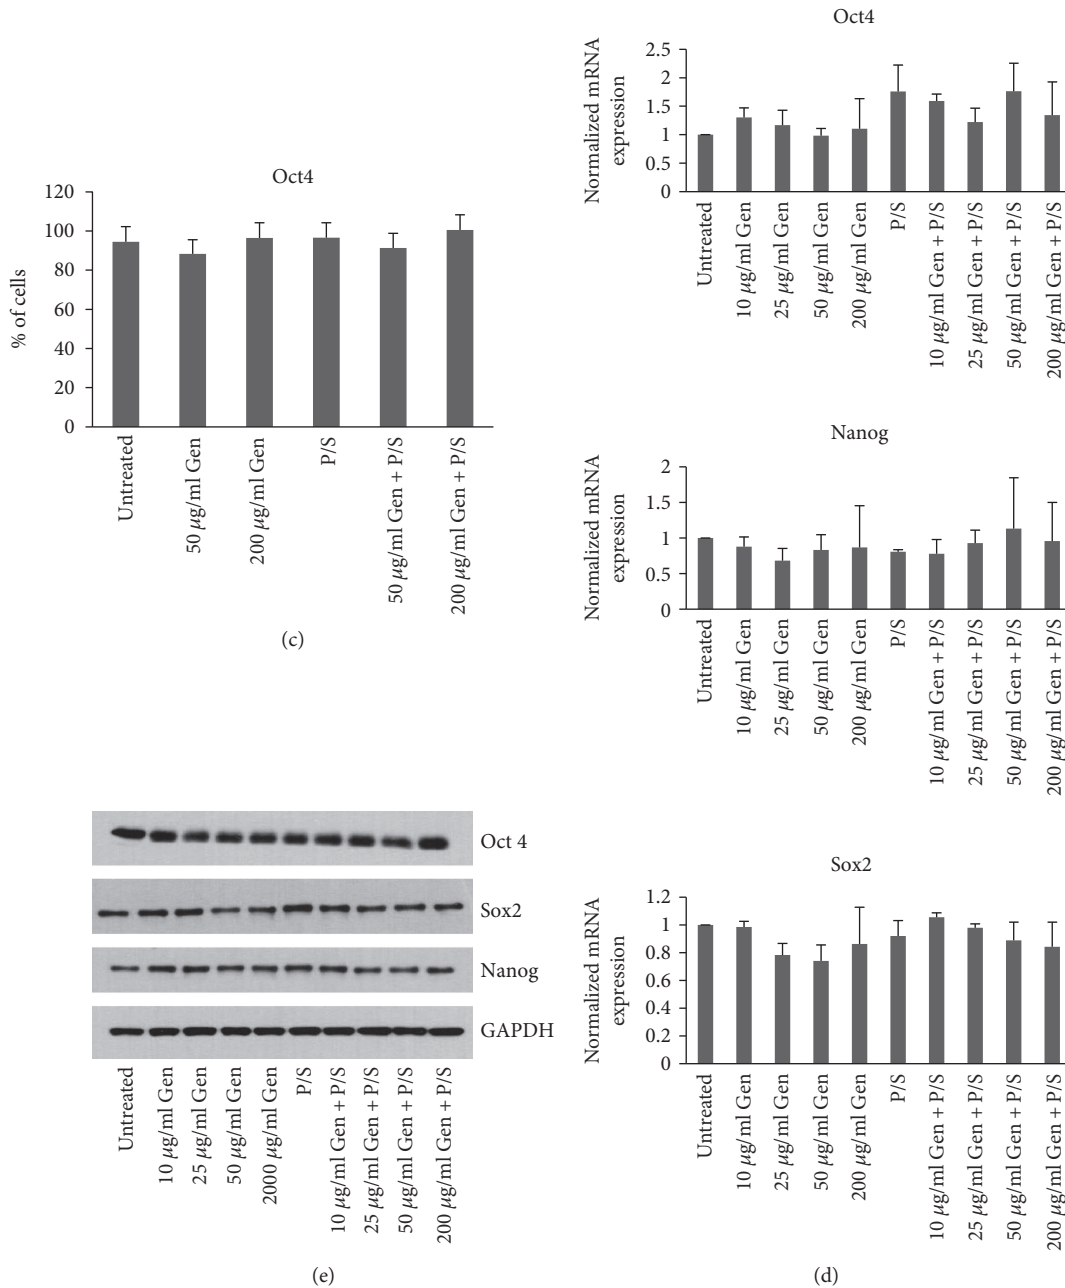 Oct4
120
100
80
60
40
20
0
% of cells
Untreated
50 μg/ml Gen
200 μg/ml Gen
P/S
50 μg/ml Gen + P/S
200 μg/ml Gen + P/S
(c)
Oct4
2.5
2
1.5
1
0.5
0
Normalized mRNA
expression
Untreated
10 μg/ml Gen
25 μg/ml Gen
50 μg/ml Gen
200 μg/ml Gen
P/S
10 μg/ml Gen + P/S
25 μg/ml Gen + P/S
50 μg/ml Gen + P/S
200 μg/ml Gen + P/S
Nanog
2
1.5
1
0.5
0
Normalized mRNA
expression
Untreated
10 μg/ml Gen
25 μg/ml Gen
50 μg/ml Gen
200 μg/ml Gen
P/S
10 μg/ml Gen + P/S
25 μg/ml Gen + P/S
50 μg/ml Gen + P/S
200 μg/ml Gen + P/S
Sox2
1.2
1
0.8
0.6
0.4
0.2
0
Normalized mRNA
expression
Untreated
10 μg/ml Gen
25 μg/ml Gen
50 μg/ml Gen
200 μg/ml Gen
P/S
10 μg/ml Gen + P/S
25 μg/ml Gen + P/S
50 μg/ml Gen + P/S
200 μg/ml Gen + P/S
(d)
Oct 4
Sox2
Nanog
GAPDH
Untreated
10 μg/ml Gen
25 μg/ml Gen
50 μg/ml Gen
2000 μg/ml Gen
P/S
10 μg/ml Gen + P/S
25 μg/ml Gen + P/S
50 μg/ml Gen + P/S
200 μg/ml Gen + P/S
(e)